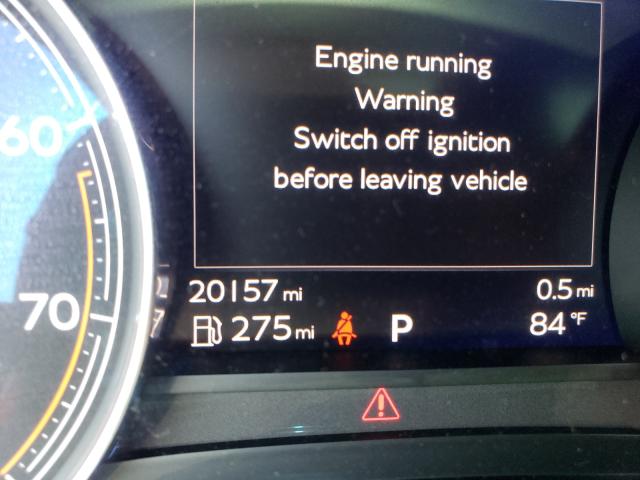 Engine running
Warning
Switch off ignition
before leaving vehicle
60
70
20157 mi 0.5 mi
275 mi P 84 °F